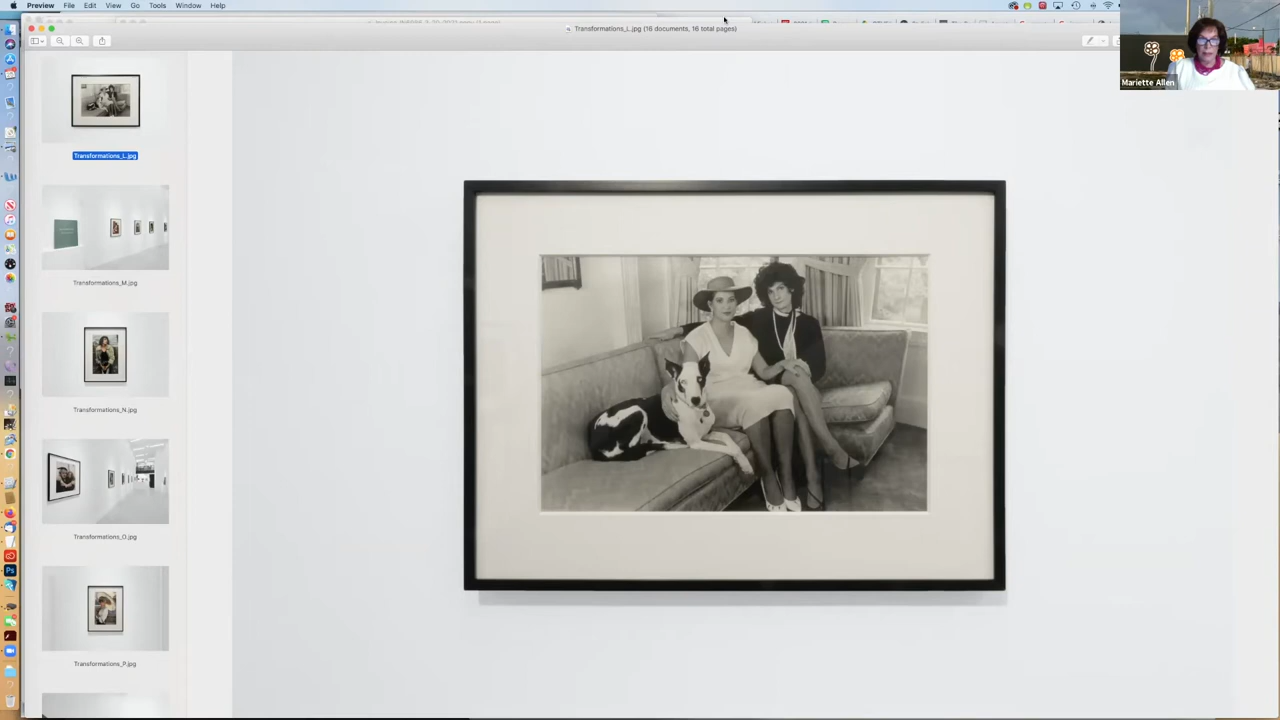 Preview File Edit View Go Tools Window Help
Transformations_L.jpg (16 documents, 16 total pages)
Mariette Allen
Transformations_L.jpg
Transformations_M.jpg
Transformations_N.jpg
Transformations_O.jpg
Transformations_P.jpg